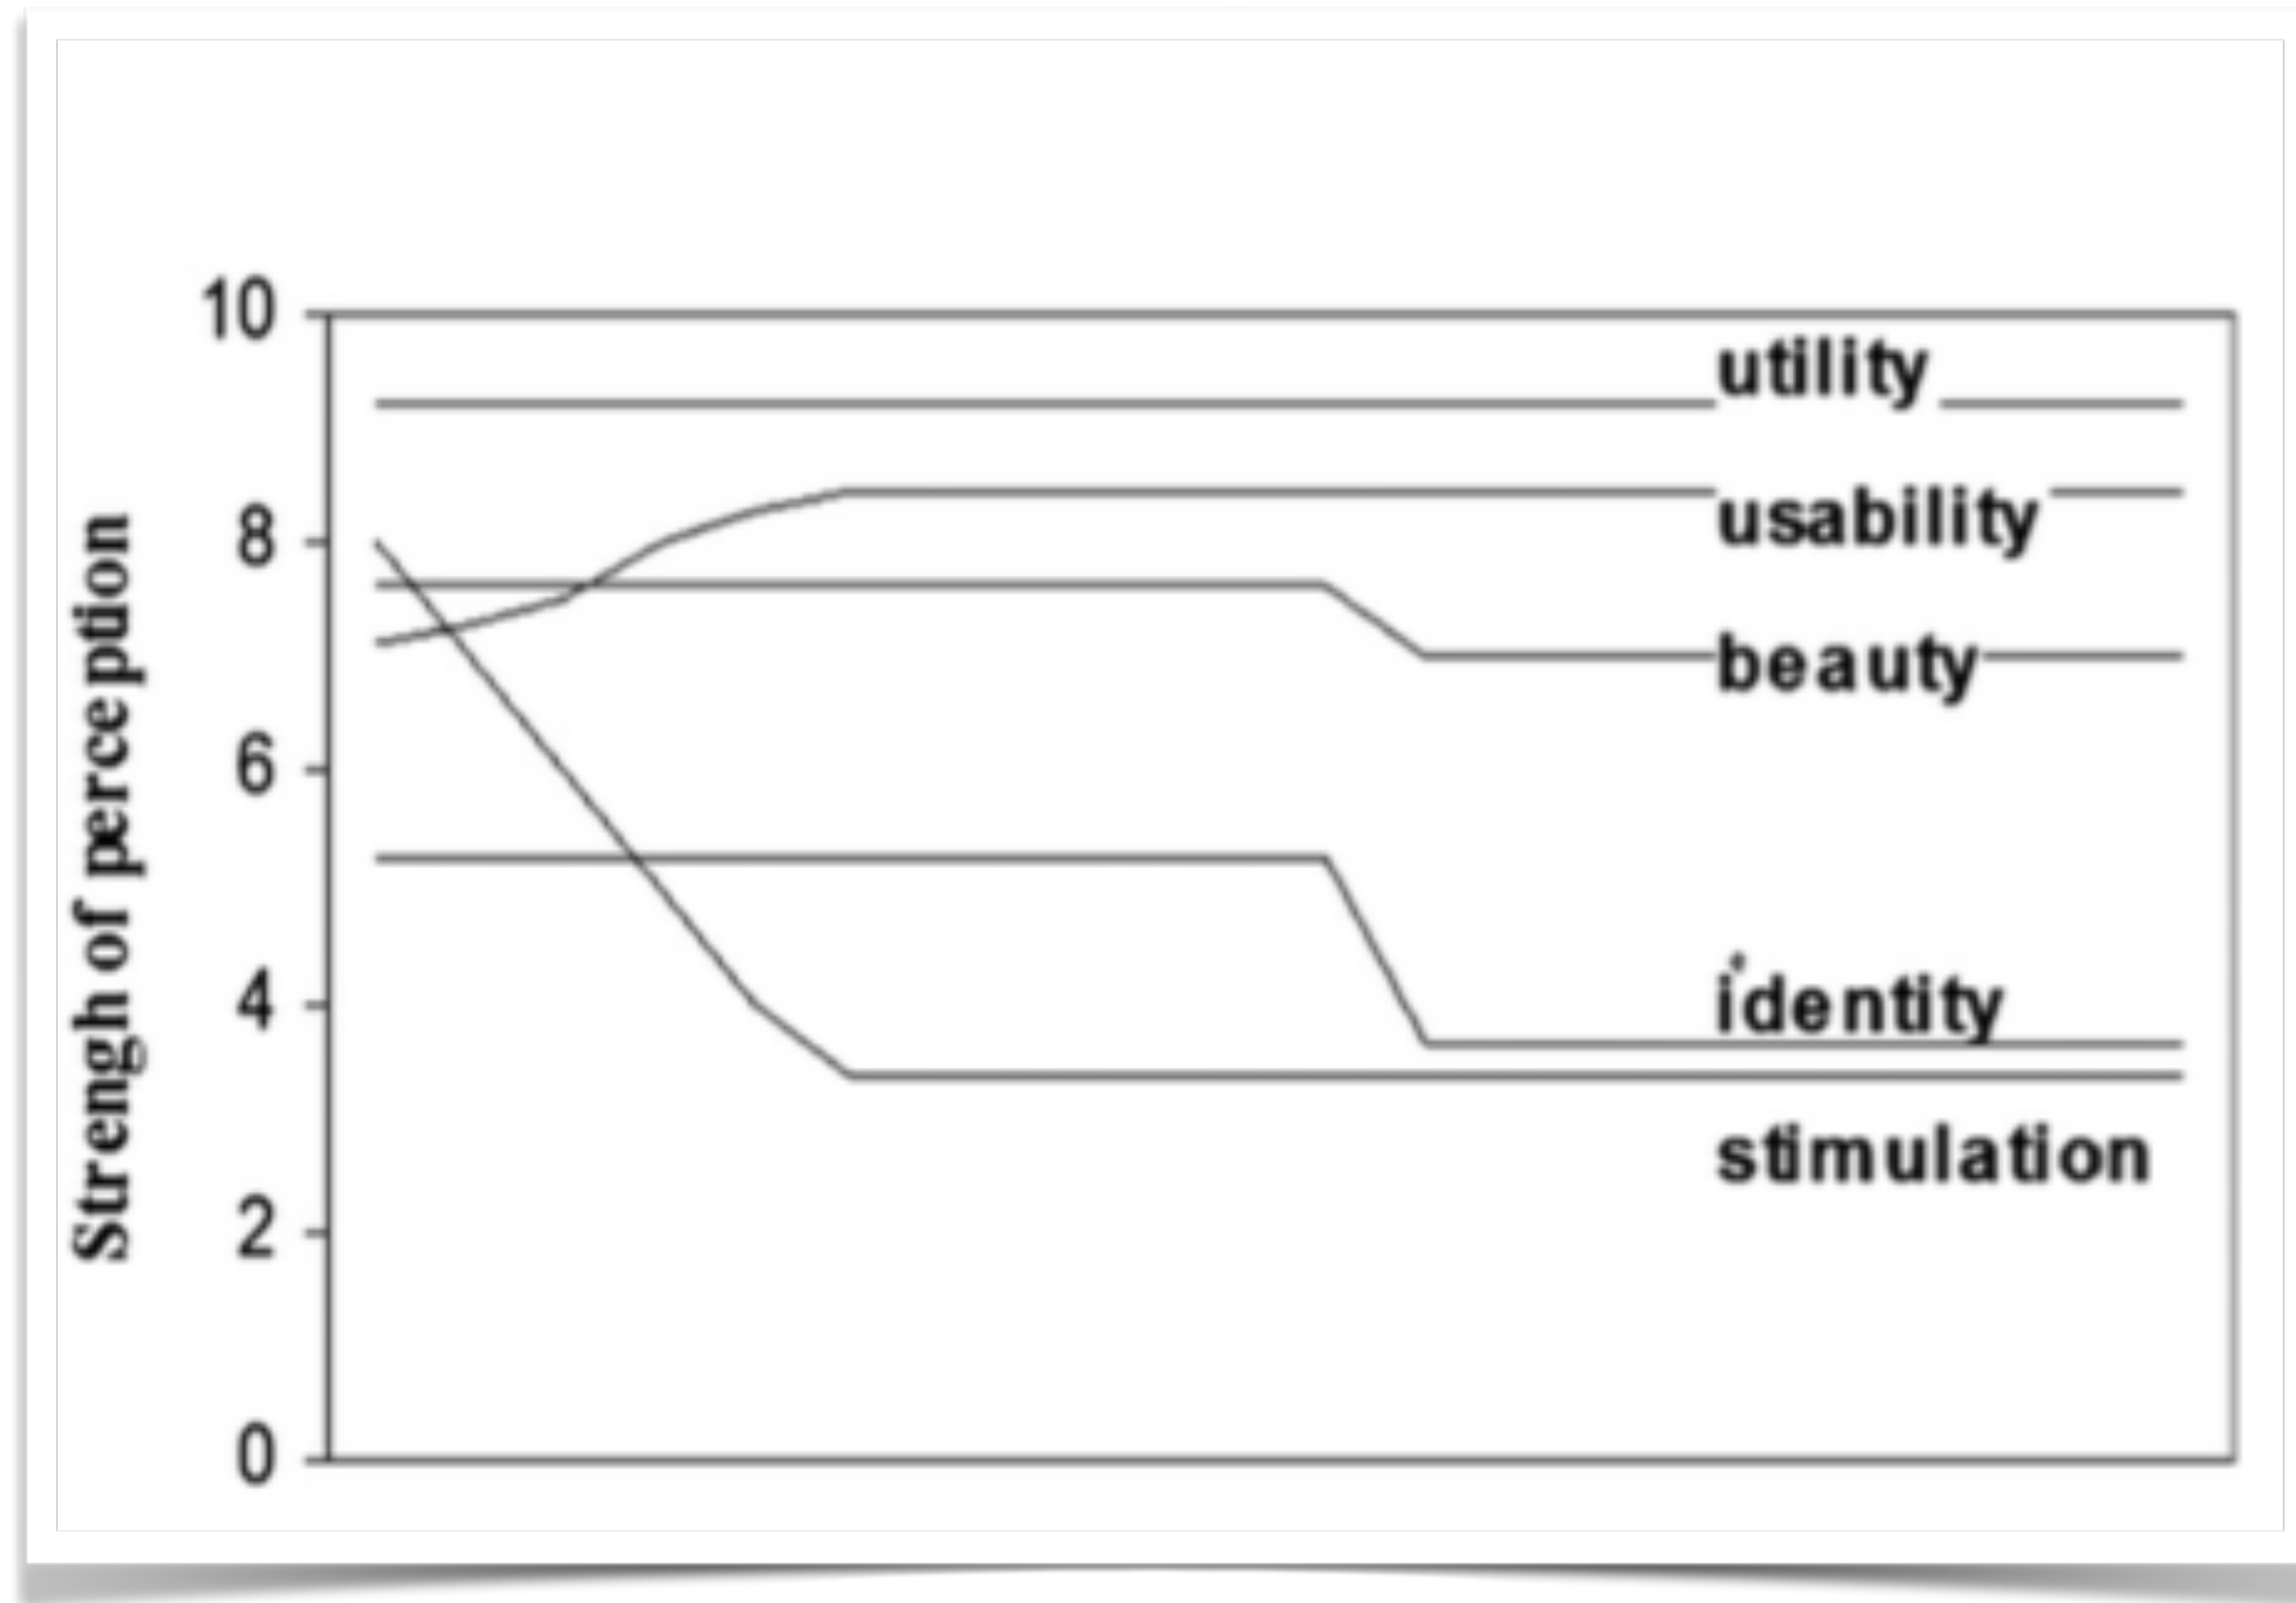 Strengh of perception
10
8
6
4
2
0
utility
usability
beauty
identity
stimulation